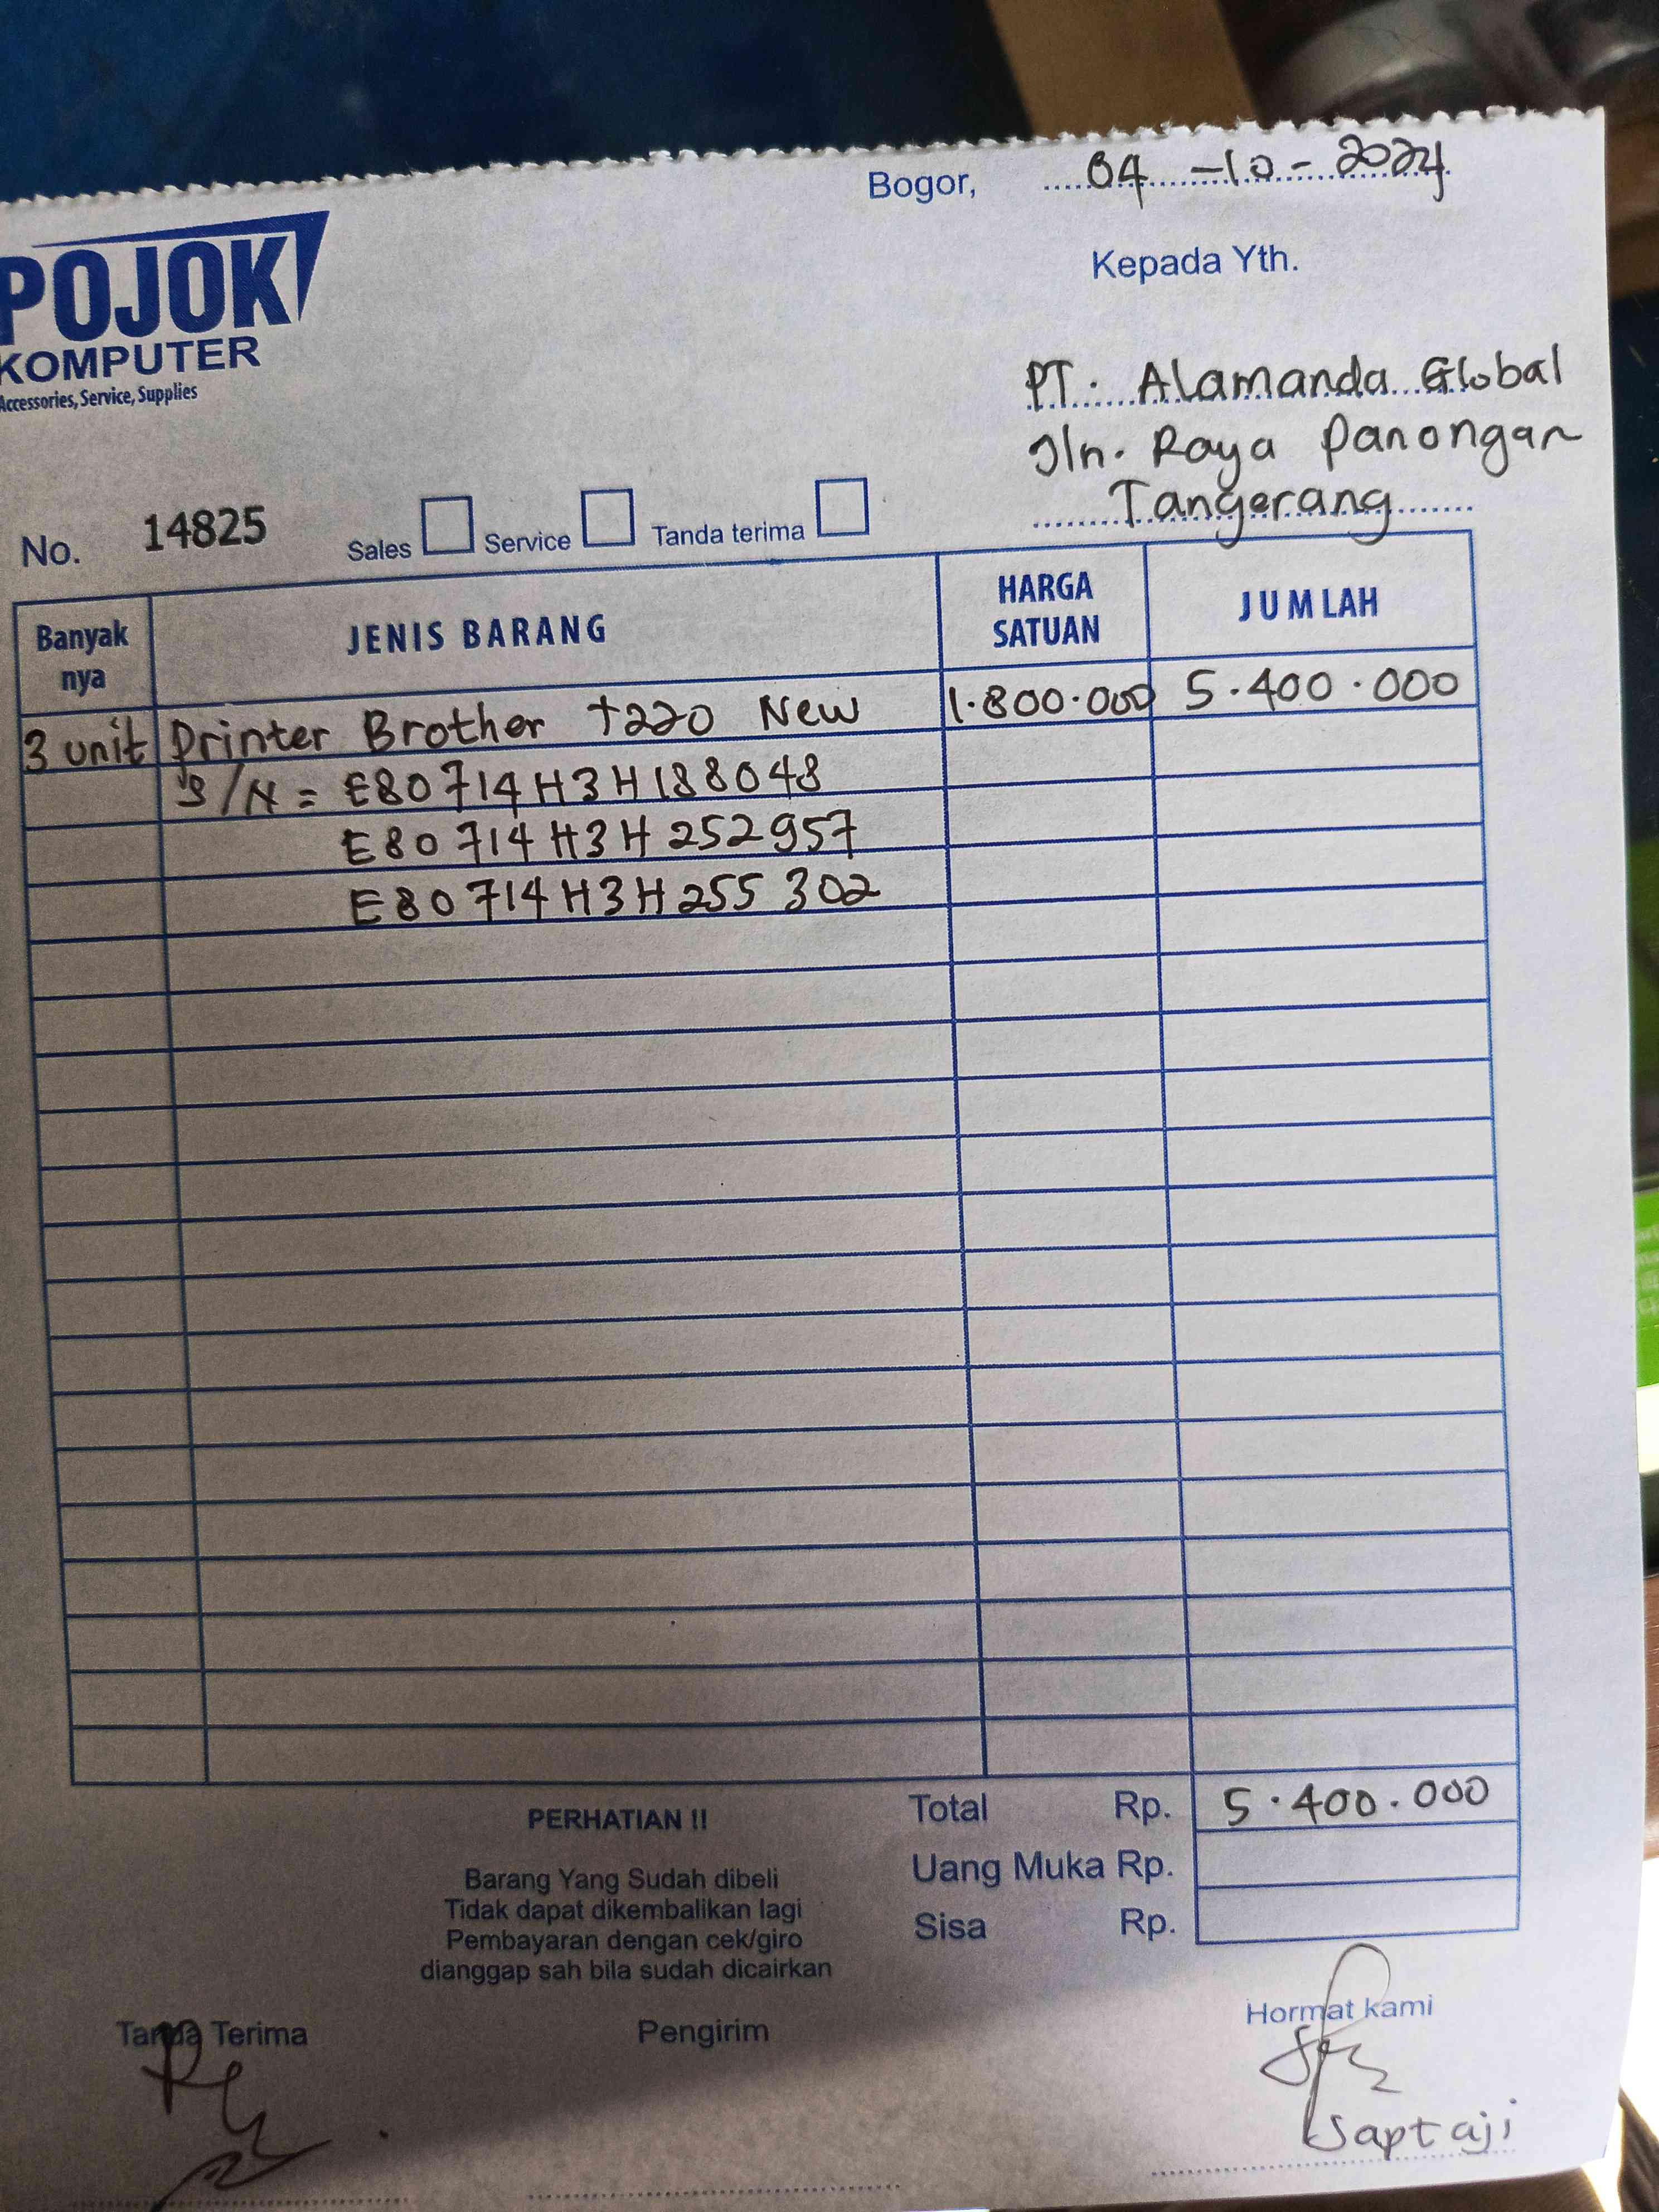 Bogor, 04 -10- 2024
POJOK
KOMPUTER
Accessories, Service, Supplies
Kepada Yth.
PT. Alamanda Global
Jln. Raya Panongan
Tangerang
No. 14825 Sales Service Tanda terima
Banyak nya JENIS BARANG HARGA SATUAN JUMLAH
3 unit Printer Brother T220 New 1.800.000 5.400.000
S/N = E80714H3H188048
E80714H3H252957
E80714H3H255302
Total Rp. 5.400.000
Uang Muka Rp.
Sisa Rp.
PERHATIAN !!
Barang Yang Sudah dibeli
Tidak dapat dikembalikan lagi
Pembayaran dengan cek/giro
dianggap sah bila sudah dicairkan
Tanda Terima Pengirim Hormat kami
Saptaji